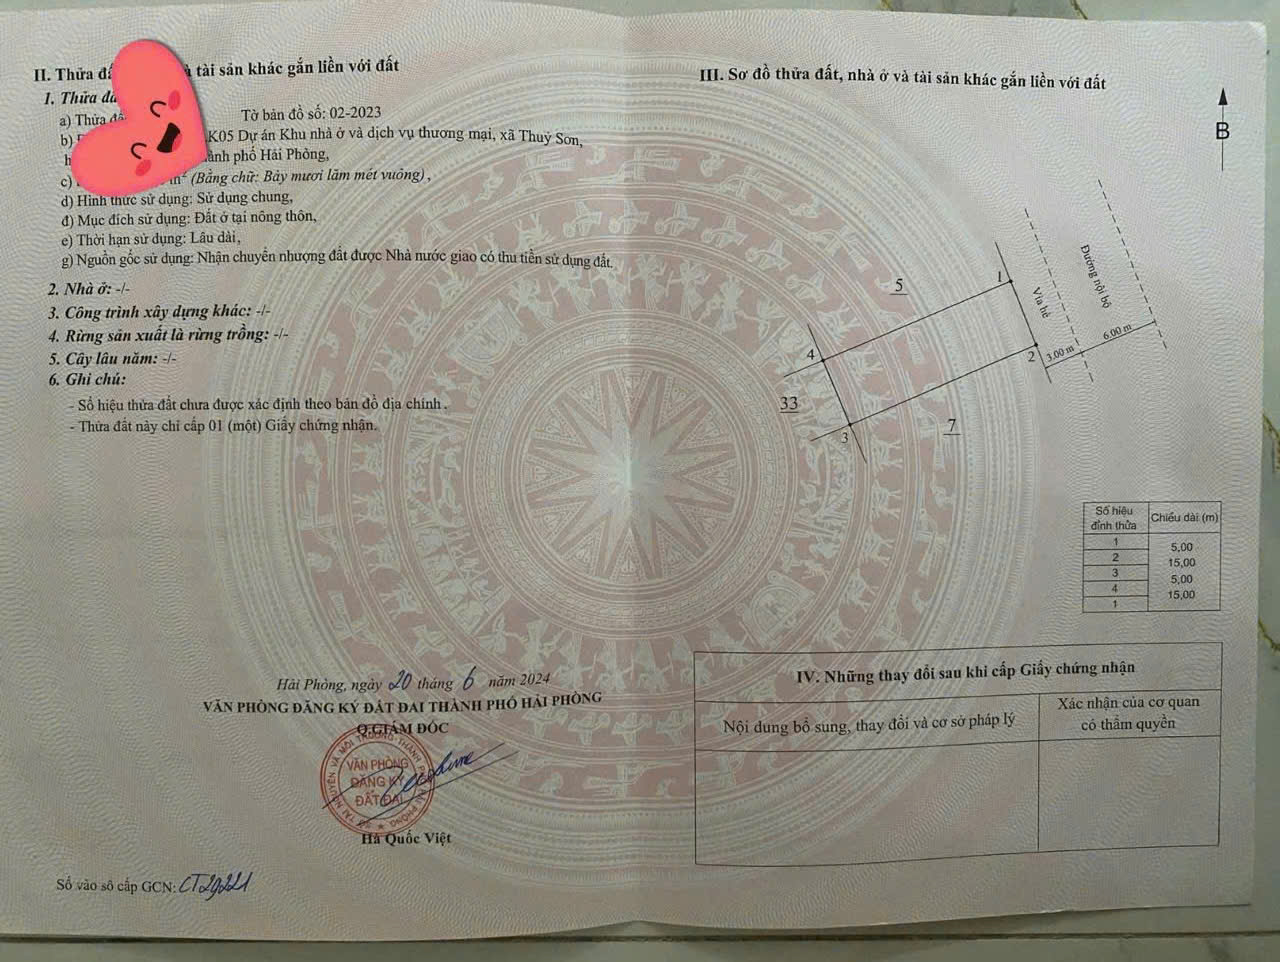 II. Thửa đấ à tài sản khác gắn liền với đất
1. Thửa đấ
a) Thửa đấ Tờ bản đồ số: 02-2023
b) K05 Dự án Khu nhà ở và dịch vụ thương mại, xã Thuỷ Sơn,
h ành phố Hải Phòng,
c) m² (Bằng chữ: Bảy mươi lăm mét vuông),
d) Hình thức sử dụng: Sử dụng chung,
đ) Mục đích sử dụng: Đất ở tại nông thôn,
e) Thời hạn sử dụng: Lâu dài,
g) Nguồn gốc sử dụng: Nhận chuyển nhượng đất được Nhà nước giao có thu tiền sử dụng đất.
2. Nhà ở: -/-
3. Công trình xây dựng khác: -/-
4. Rừng sản xuất là rừng trồng: -/-
5. Cây lâu năm: -/-
6. Ghi chú:
- Số hiệu thửa đất chưa được xác định theo bản đồ địa chính.
- Thửa đất này chỉ cấp 01 (một) Giấy chứng nhận.
Hải Phòng, ngày 20 tháng 6 năm 2024
VĂN PHÒNG ĐĂNG KÝ ĐẤT ĐAI THÀNH PHỐ HẢI PHÒNG
Q.GIÁM ĐỐC
VĂN PHÒNG
ĐĂNG KÝ
ĐẤT ĐAI
Hà Quốc Việt
Số vào sổ cấp GCN: CT29221
III. Sơ đồ thửa đất, nhà ở và tài sản khác gắn liền với đất
B
5
1
Vỉa hè
Đường nội bộ
4
2
3.00 m
6.00 m
33
3
7
Số hiệu đỉnh thửa Chiều dài (m)
1
5,00
2
15,00
3
5,00
4
15,00
1
IV. Những thay đổi sau khi cấp Giấy chứng nhận
Nội dung bổ sung, thay đổi và cơ sở pháp lý
Xác nhận của cơ quan
có thẩm quyền